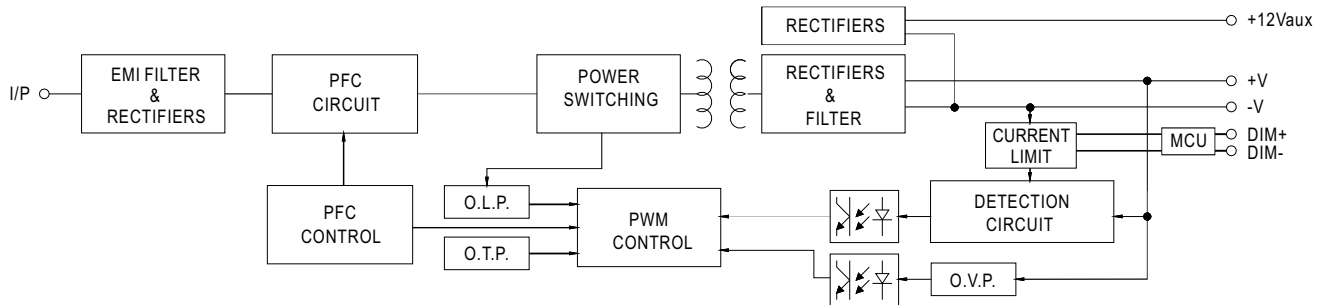 RECTIFIERS
+12Vaux
I/P
EMI FILTER
&
RECTIFIERS
PFC
CIRCUIT
POWER
SWITCHING
RECTIFIERS
&
FILTER
+V
-V
CURRENT
LIMIT
MCU
DIM+
DIM-
PFC
CONTROL
O.L.P.
O.T.P.
PWM
CONTROL
DETECTION
CIRCUIT
O.V.P.